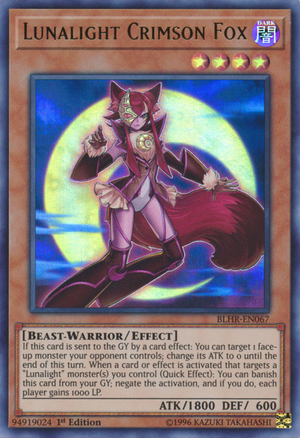 Lunalight Crimson Fox
DARK
闇
BLHR-EN067
[Beast-Warrior/Effect]
If this card is sent to the GY by a card effect: You can target 1 face-
up monster your opponent controls; change its ATK to 0 until the
end of this turn. When a card or effect is activated that targets a
"Lunalight" monster(s) you control (Quick Effect): You can banish
this card from your GY; negate the activation, and if you do, each
player gains 1000 LP.
ATK/1800 DEF/ 600
94919024 1st Edition ©1996 KAZUKI TAKAHASHI